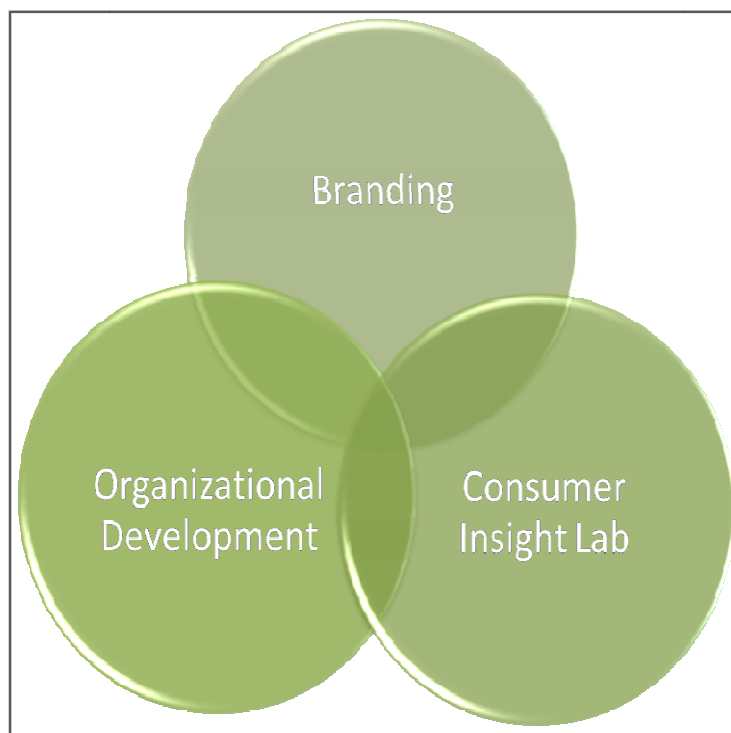 Branding
Organizational
Development
Consumer
Insight Lab